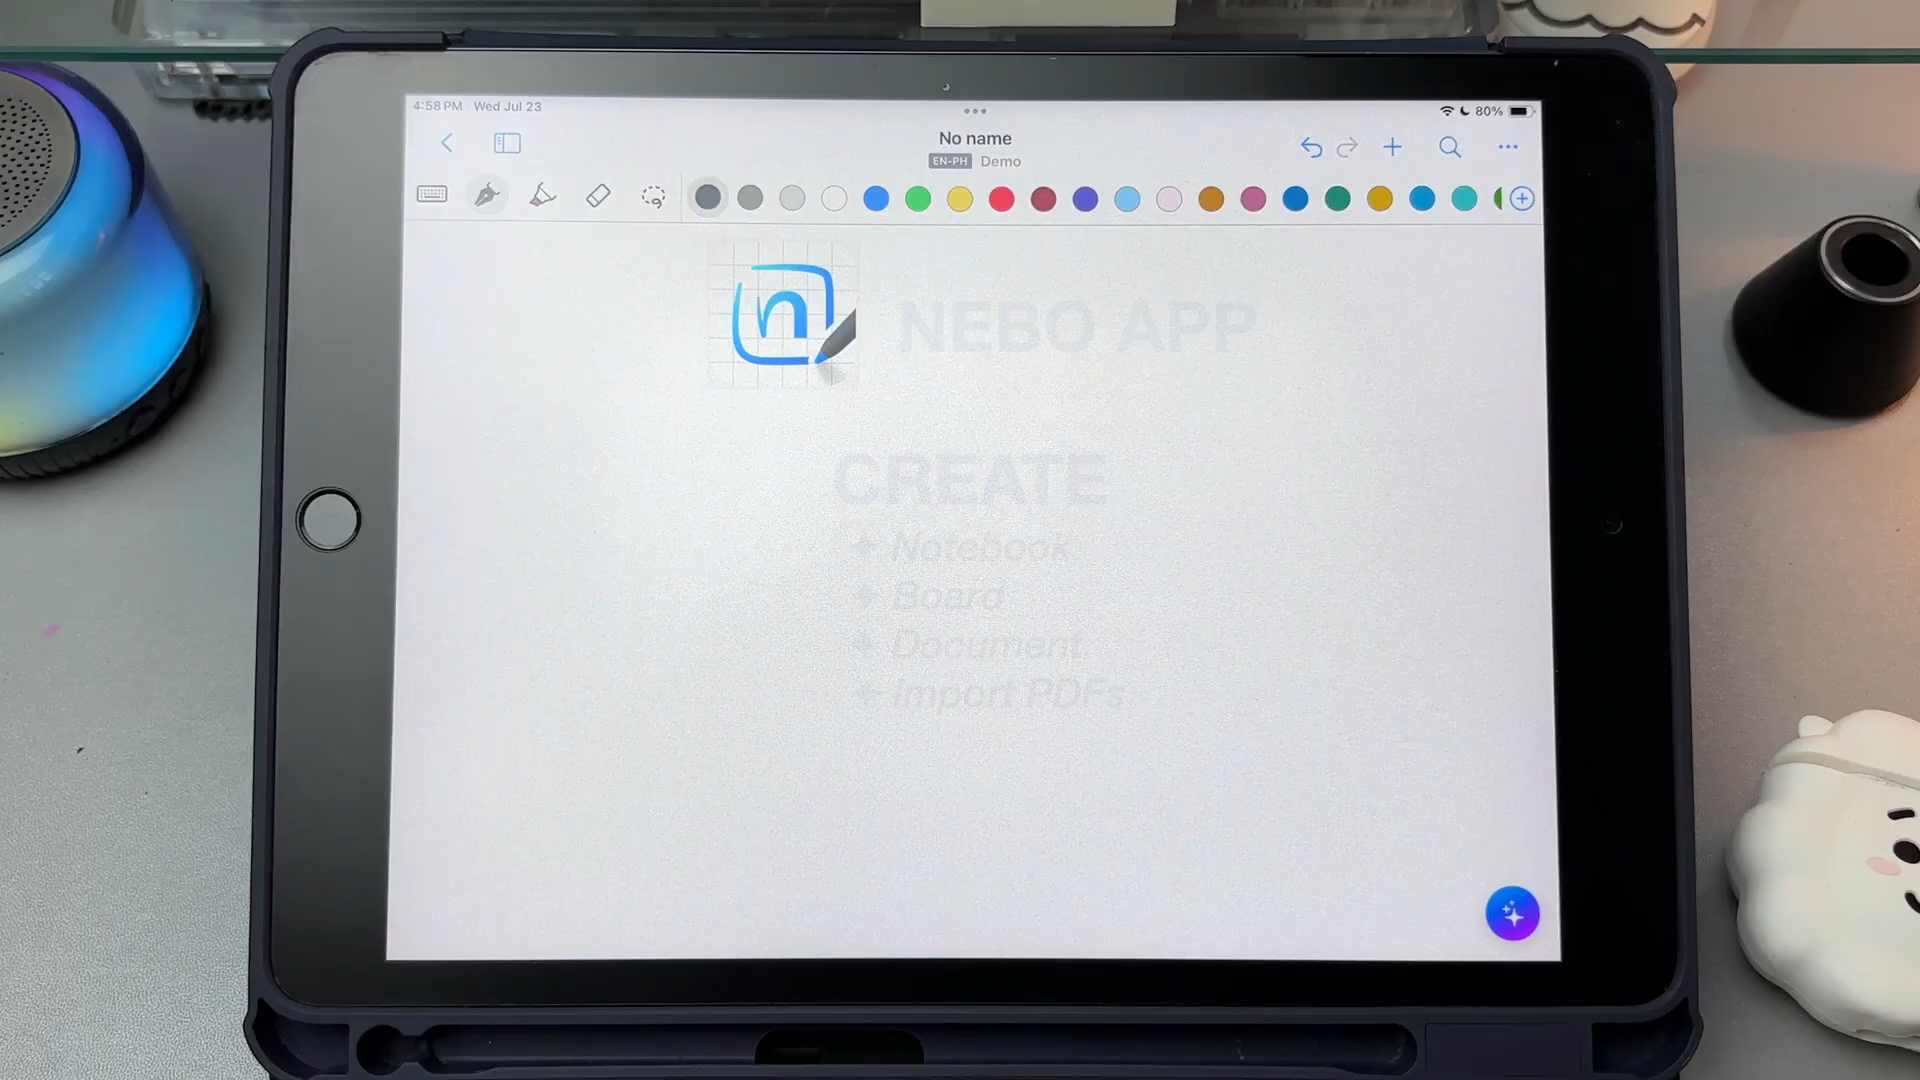 4:58 PM Wed Jul 23
80%
No name
EN-PH Demo
n
NEBO APP
CREATE
+ Notebook
+ Board
+ Document
+ import PDFs